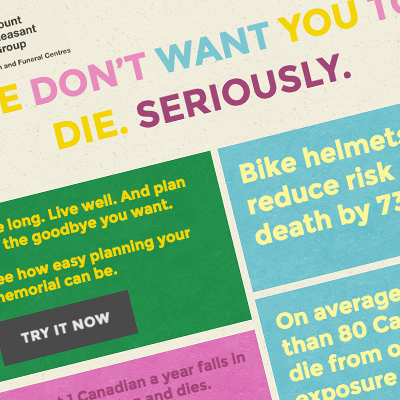 ount
leasant
Group
and Funeral Centres
E DON'T WANT YOU TO
DIE. SERIOUSLY.
e long. Live well. And plan
the goodbye you want.
ee how easy planning your
memorial can be.
TRY IT NOW
Bike helmets
reduce risk
death by 73
On average
than 80 Ca
die from o
exposure
t 1 Canadian a year falls in
and dies.